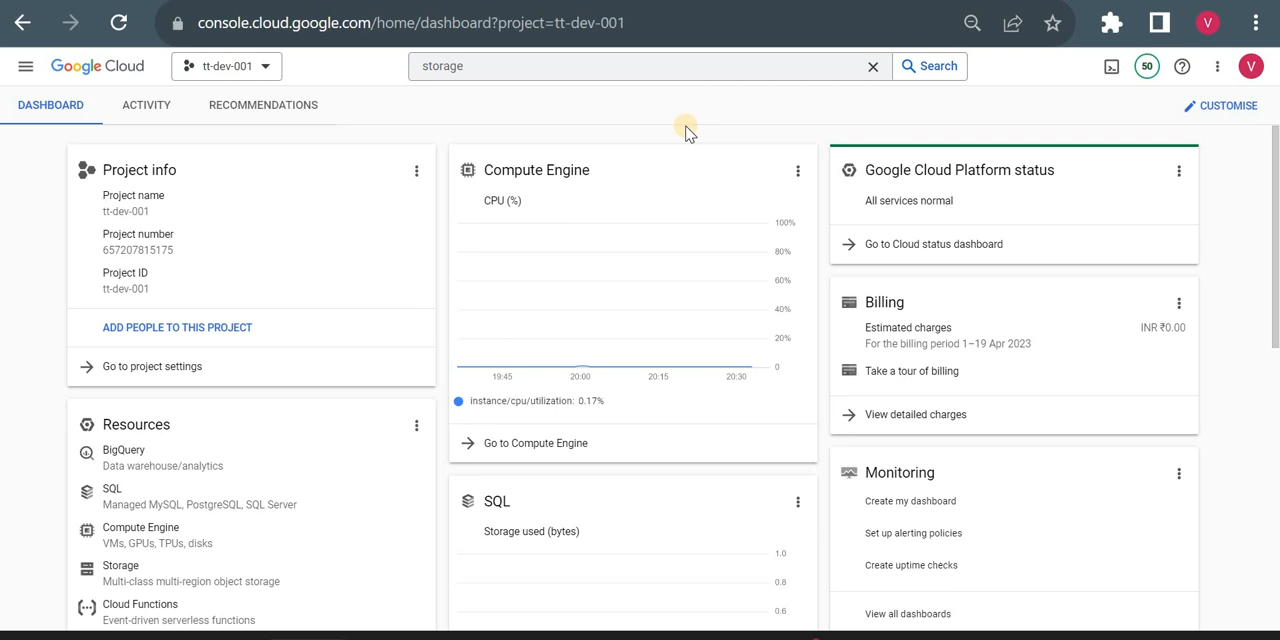 console.cloud.google.com/home/dashboard?project=tt-dev-001
V
Google Cloud
tt-dev-001
storage
Search
50
V
DASHBOARD
ACTIVITY
RECOMMENDATIONS
CUSTOMISE
Project info
Project name
tt-dev-001
Project number
657207815175
Project ID
tt-dev-001
ADD PEOPLE TO THIS PROJECT
Go to project settings
Resources
BigQuery
Data warehouse/analytics
SQL
Managed MySQL, PostgreSQL, SQL Server
Compute Engine
VMs, GPUs, TPUs, disks
Storage
Multi-class multi-region object storage
Cloud Functions
Event-driven serverless functions
Compute Engine
CPU (%)
100%
80%
60%
40%
20%
0
19:45 20:00 20:15 20:30
instance/cpu/utilization: 0.17%
Go to Compute Engine
SQL
Storage used (bytes)
1.0
0.8
0.6
Google Cloud Platform status
All services normal
Go to Cloud status dashboard
Billing
Estimated charges INR ₹0.00
For the billing period 1–19 Apr 2023
Take a tour of billing
View detailed charges
Monitoring
Create my dashboard
Set up alerting policies
Create uptime checks
View all dashboards